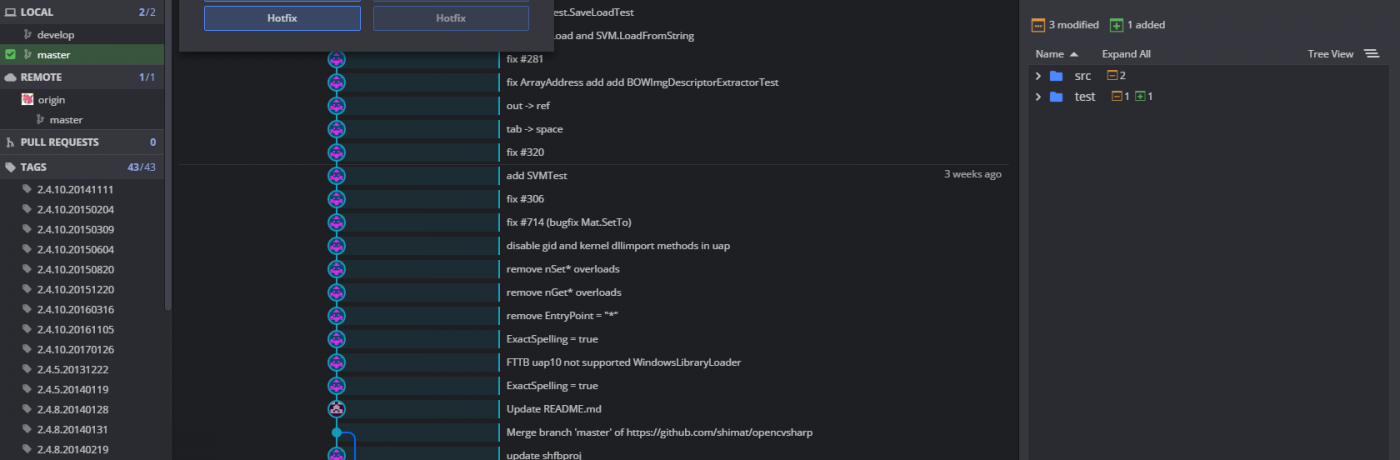 LOCAL 2/2
develop
master
REMOTE 1/1
origin
master
PULL REQUESTS 0
TAGS 43/43
2.4.10.20141111
2.4.10.20150204
2.4.10.20150309
2.4.10.20150604
2.4.10.20150820
2.4.10.20151220
2.4.10.20160316
2.4.10.20161105
2.4.10.20170126
2.4.5.20131222
2.4.5.20140119
2.4.8.20140128
2.4.8.20140131
2.4.8.20140219
Hotfix Hotfix
est.SaveLoadTest
oad and SVM.LoadFromString
fix #281
fix ArrayAddress add add BOWImgDescriptorExtractorTest
out -> ref
tab -> space
fix #320
add SVMTest 3 weeks ago
fix #306
fix #714 (bugfix Mat.SetTo)
disable gid and kernel dllimport methods in uap
remove nSet* overloads
remove nGet* overloads
remove EntryPoint = "*"
ExactSpelling = true
FTTB uap10 not supported WindowsLibraryLoader
ExactSpelling = true
Update README.md
Merge branch 'master' of https://github.com/shimat/opencvsharp
update shfbproj
3 modified 1 added
Name Expand All Tree View
src 2
test 1 1